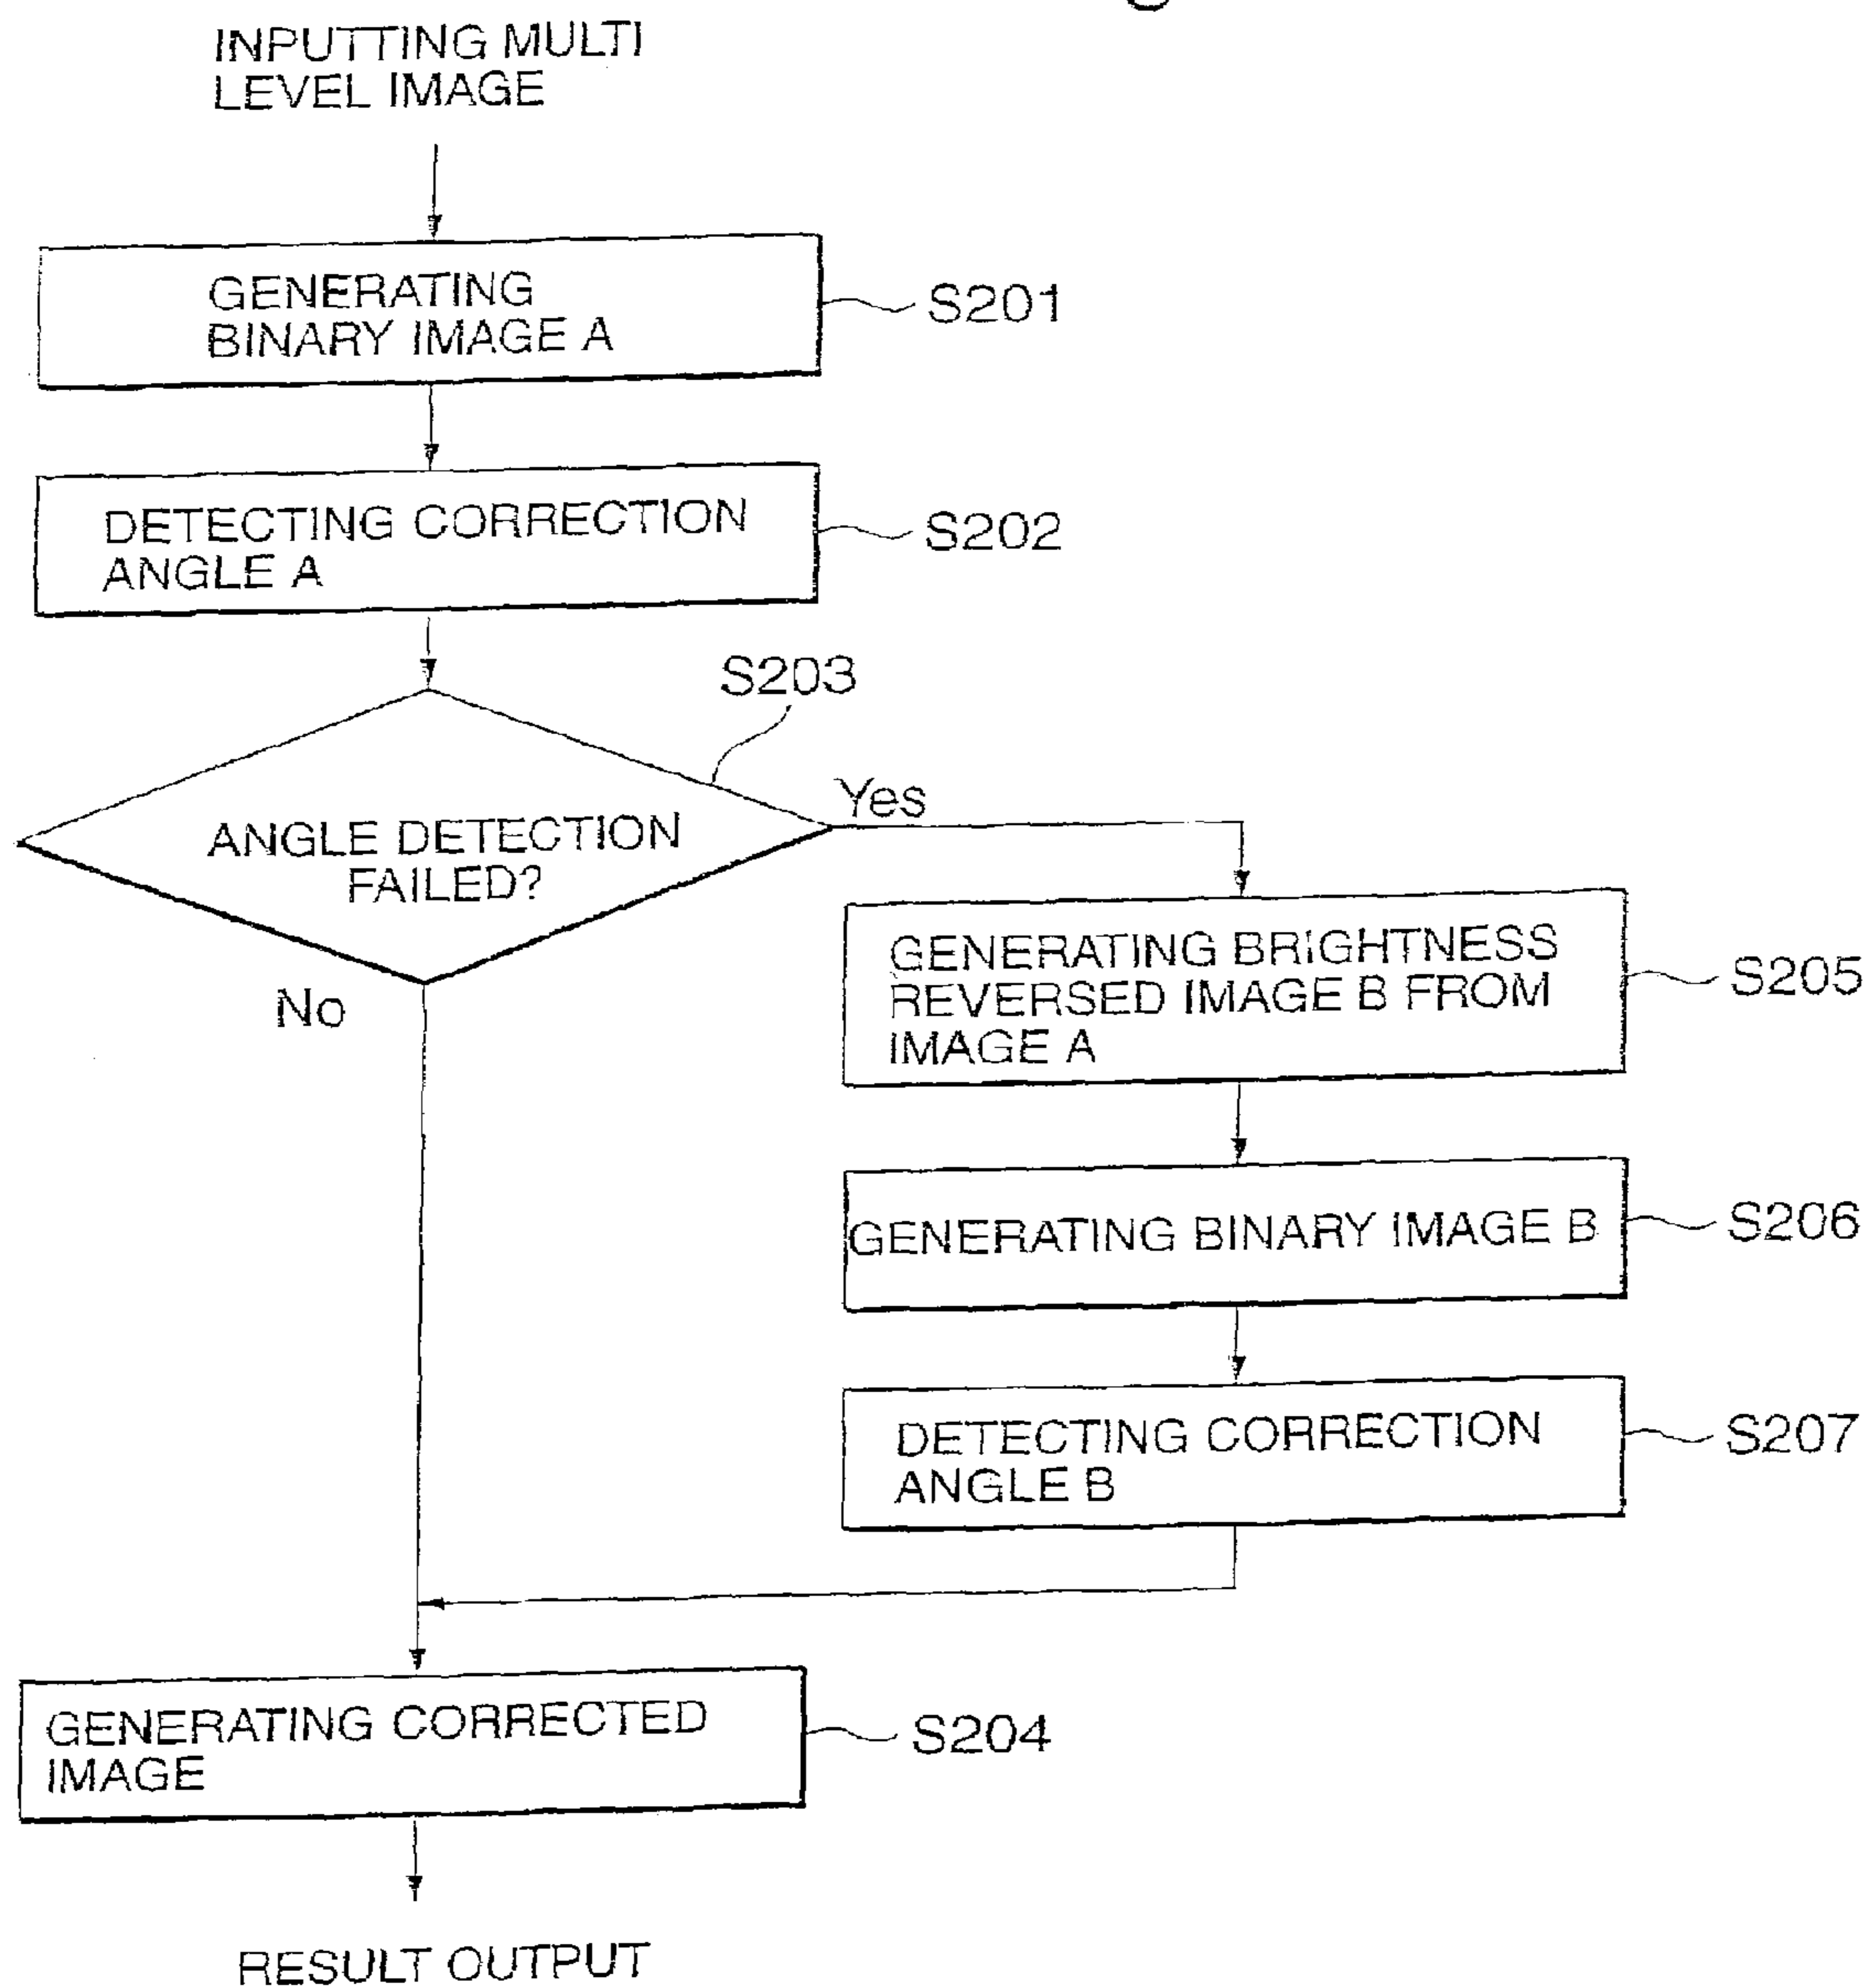 INPUTTING MULTI
LEVEL IMAGE
GENERATING
BINARY IMAGE A
S201
DETECTING CORRECTION
ANGLE A
S202
S203
ANGLE DETECTION
FAILED?
Yes
No
GENERATING BRIGHTNESS
REVERSED IMAGE B FROM
IMAGE A
S205
GENERATING BINARY IMAGE B
S206
DETECTING CORRECTION
ANGLE B
S207
GENERATING CORRECTED
IMAGE
S204
RESULT OUTPUT